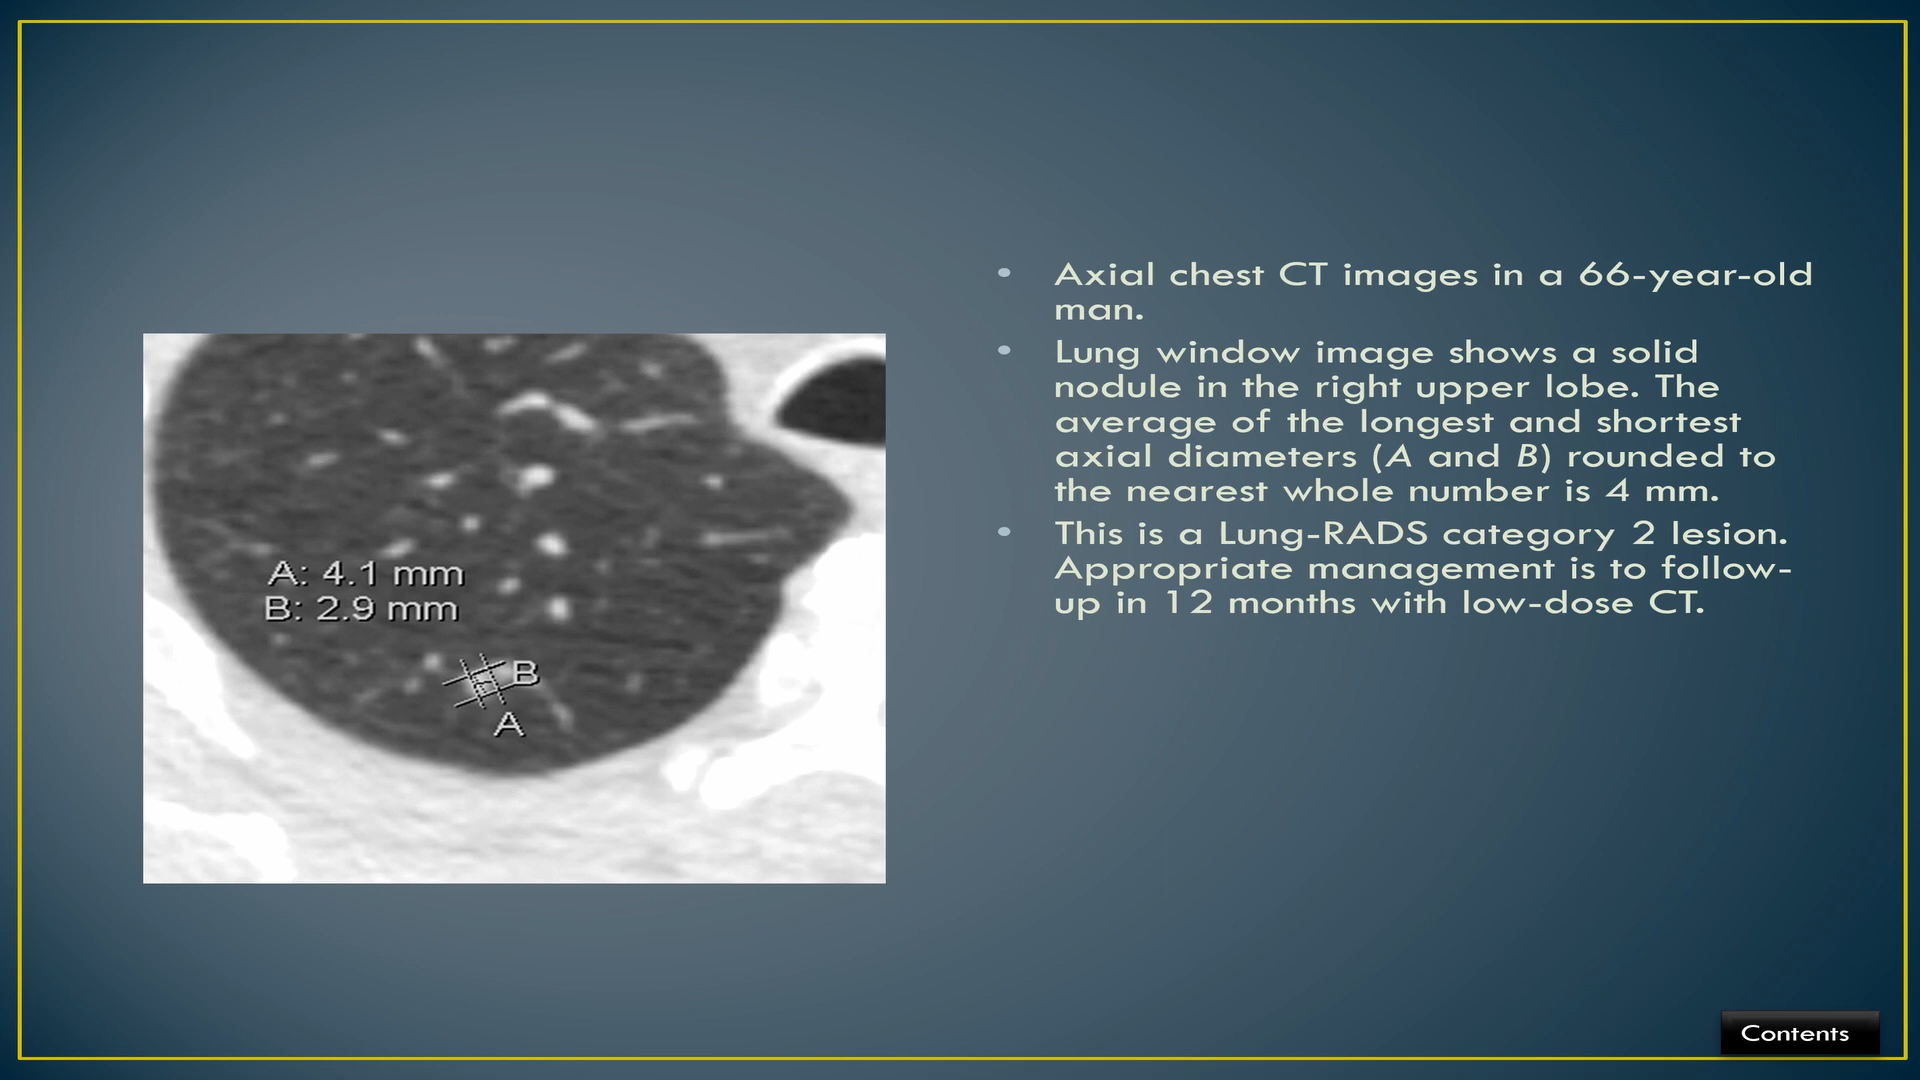 • Axial chest CT images in a 66-year-old
man.
• Lung window image shows a solid
nodule in the right upper lobe. The
average of the longest and shortest
axial diameters (A and B) rounded to
the nearest whole number is 4 mm.
• This is a Lung-RADS category 2 lesion.
Appropriate management is to follow-
up in 12 months with low-dose CT.
A: 4.1 mm
B: 2.9 mm
B
A
Contents